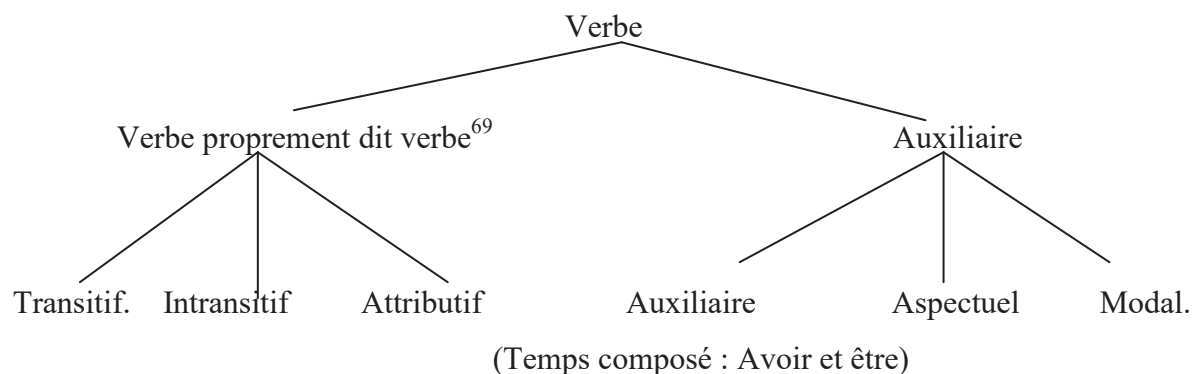 Verbe
Verbe proprement dit verbe69 Auxiliaire
Transitif. Intransitif Attributif Auxiliaire Aspectuel Modal.
(Temps composé : Avoir et être)